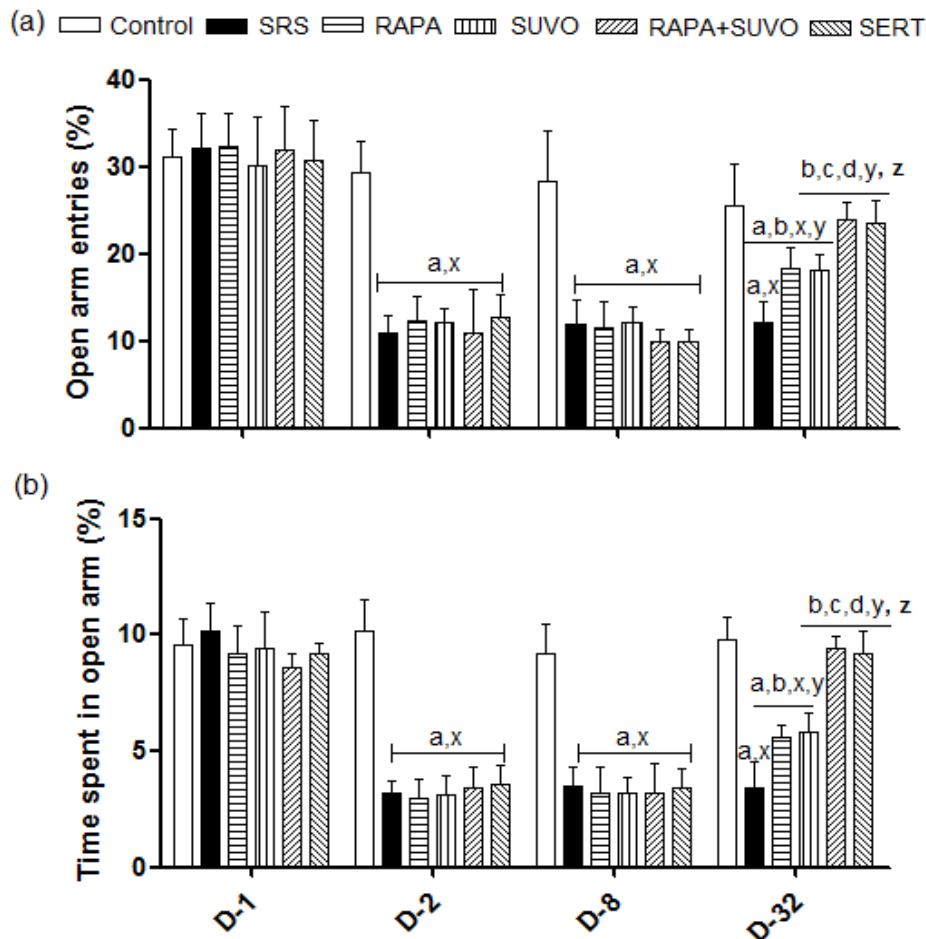 (a) Control SRS RAPA SUVO RAPA+SUVO SERT
Open arm entries (%)
40
30
20
10
0
a,x
a,x
a,x
a,b,x,y
b,c,d,y, z
(b)
Time spent in open arm (%)
15
10
5
0
a,x
a,x
a,x
a,b,x,y
b,c,d,y, z
D-1 D-2 D-8 D-32